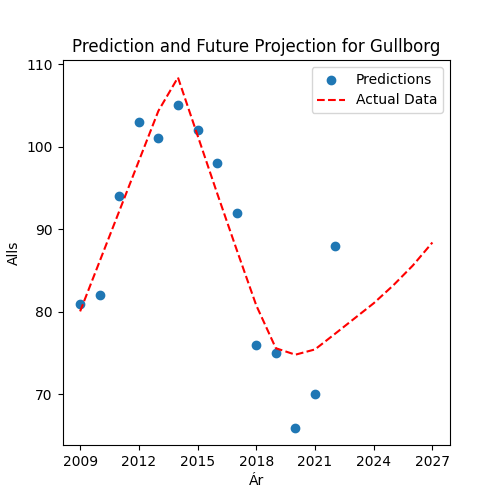 Prediction and Future Projection for Gullborg
Predictions
Actual Data
110
100
90
80
70
Alls
2009 2012 2015 2018 2021 2024 2027
Ár